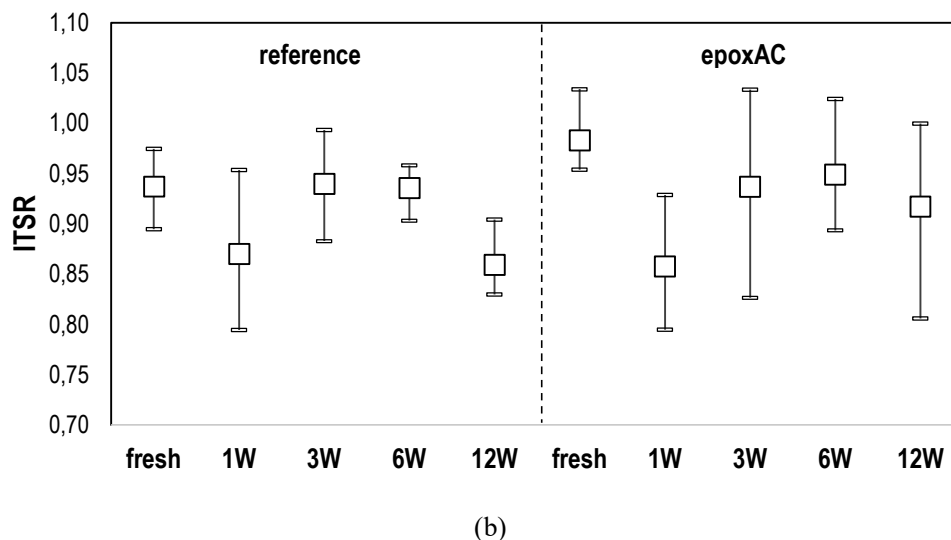 1,10
1,05
1,00
0,95
0,90
0,85
0,80
0,75
0,70
ITSR
reference
epoxAC
fresh 1W 3W 6W 12W fresh 1W 3W 6W 12W
(b)